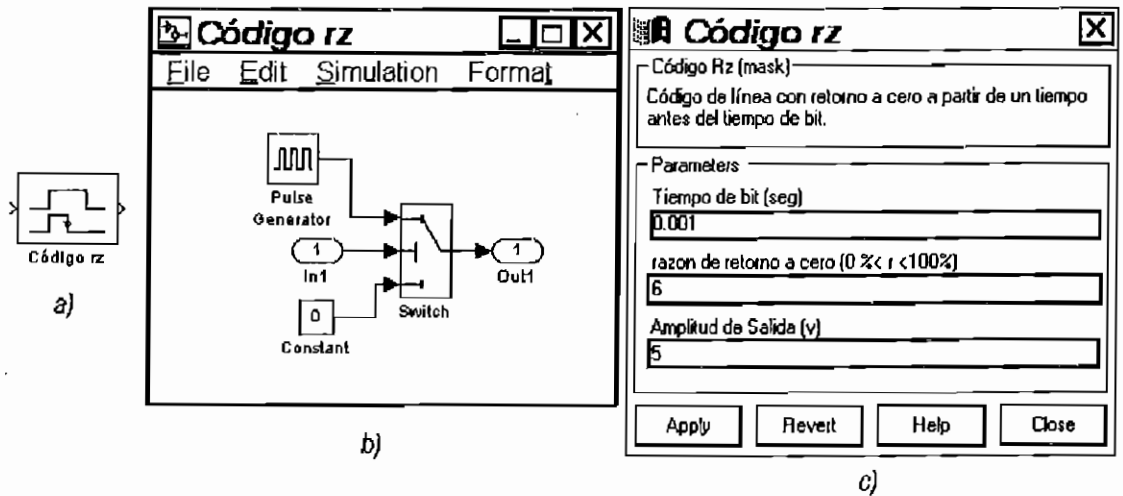 Código rz
a)
Código rz
File Edit Simulation Format
Pulse
Generator
1
In1
0
Constant
Switch
1
Out1
b)
Código rz
Código Rz (mask)
Código de línea con retorno a cero a partir de un tiempo
antes del tiempo de bit.
Parameters
Tiempo de bit (seg)
0.001
razon de retorno a cero (0 %< r <100%)
6
Amplitud de Salida (v)
5
Apply Revert Help Close
c)